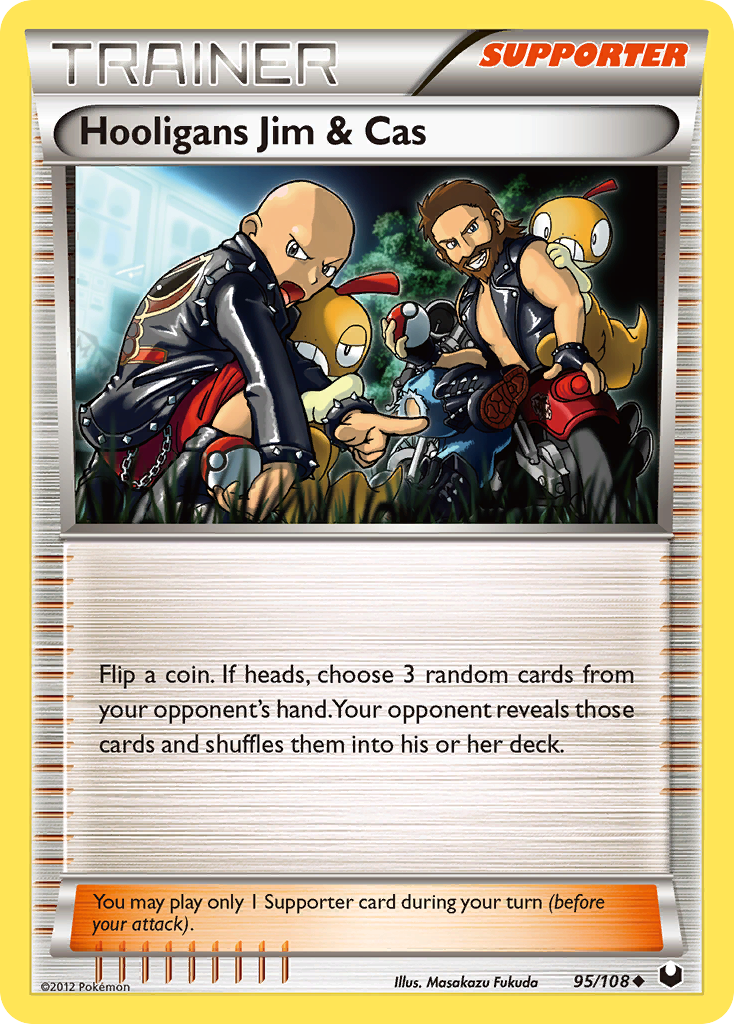 TRAINER
SUPPORTER
Hooligans Jim & Cas
Flip a coin. If heads, choose 3 random cards from
your opponent's hand.Your opponent reveals those
cards and shuffles them into his or her deck.
You may play only 1 Supporter card during your turn (before
your attack).
©2012 Pokémon
Illus. Masakazu Fukuda
95/108